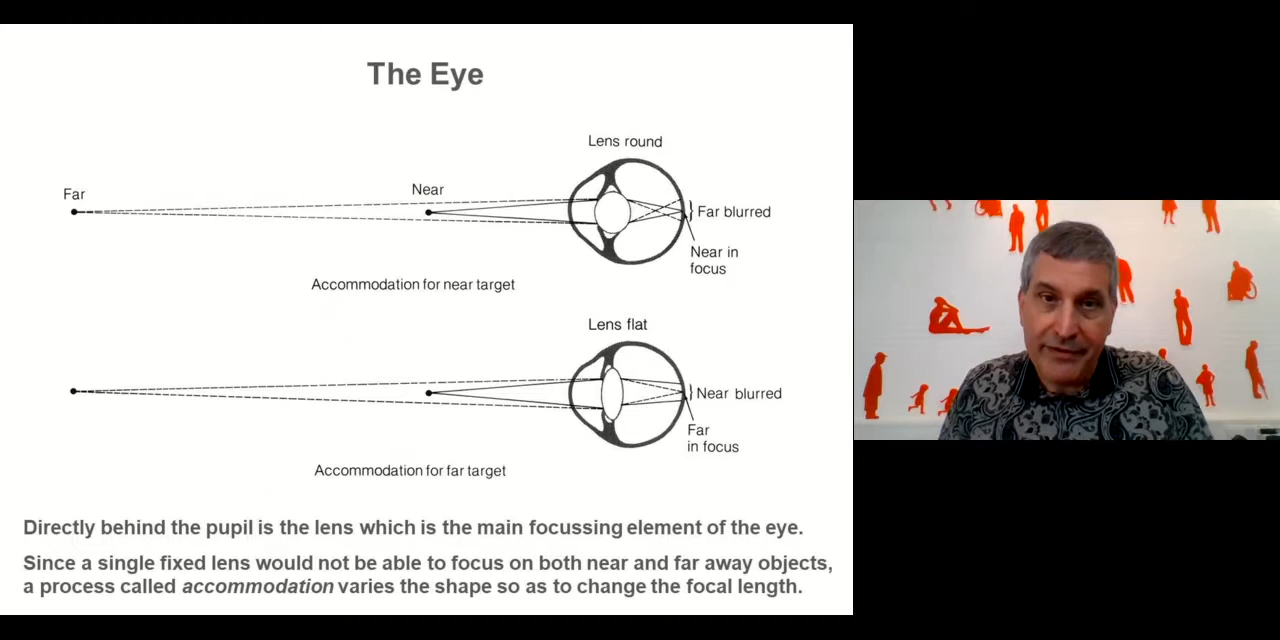 The Eye
Lens round
Far
Near
Far blurred
Near in
focus
Accommodation for near target
Lens flat
Near blurred
Far
in focus
Accommodation for far target
Directly behind the pupil is the lens which is the main focussing element of the eye.
Since a single fixed lens would not be able to focus on both near and far away objects,
a process called accommodation varies the shape so as to change the focal length.